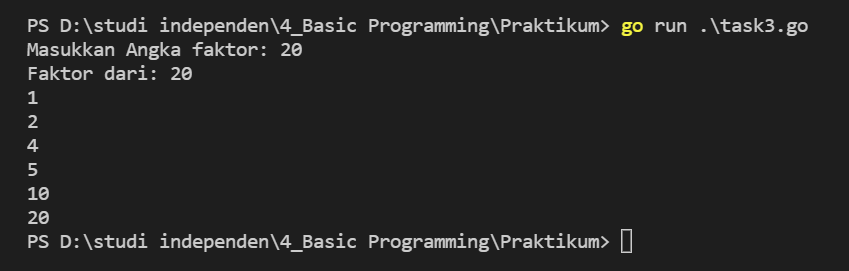 PS D:\studi independen\4_Basic Programming\Praktikum> go run .\task3.go
Masukkan Angka faktor: 20
Faktor dari: 20
1
2
4
5
10
20
PS D:\studi independen\4_Basic Programming\Praktikum>